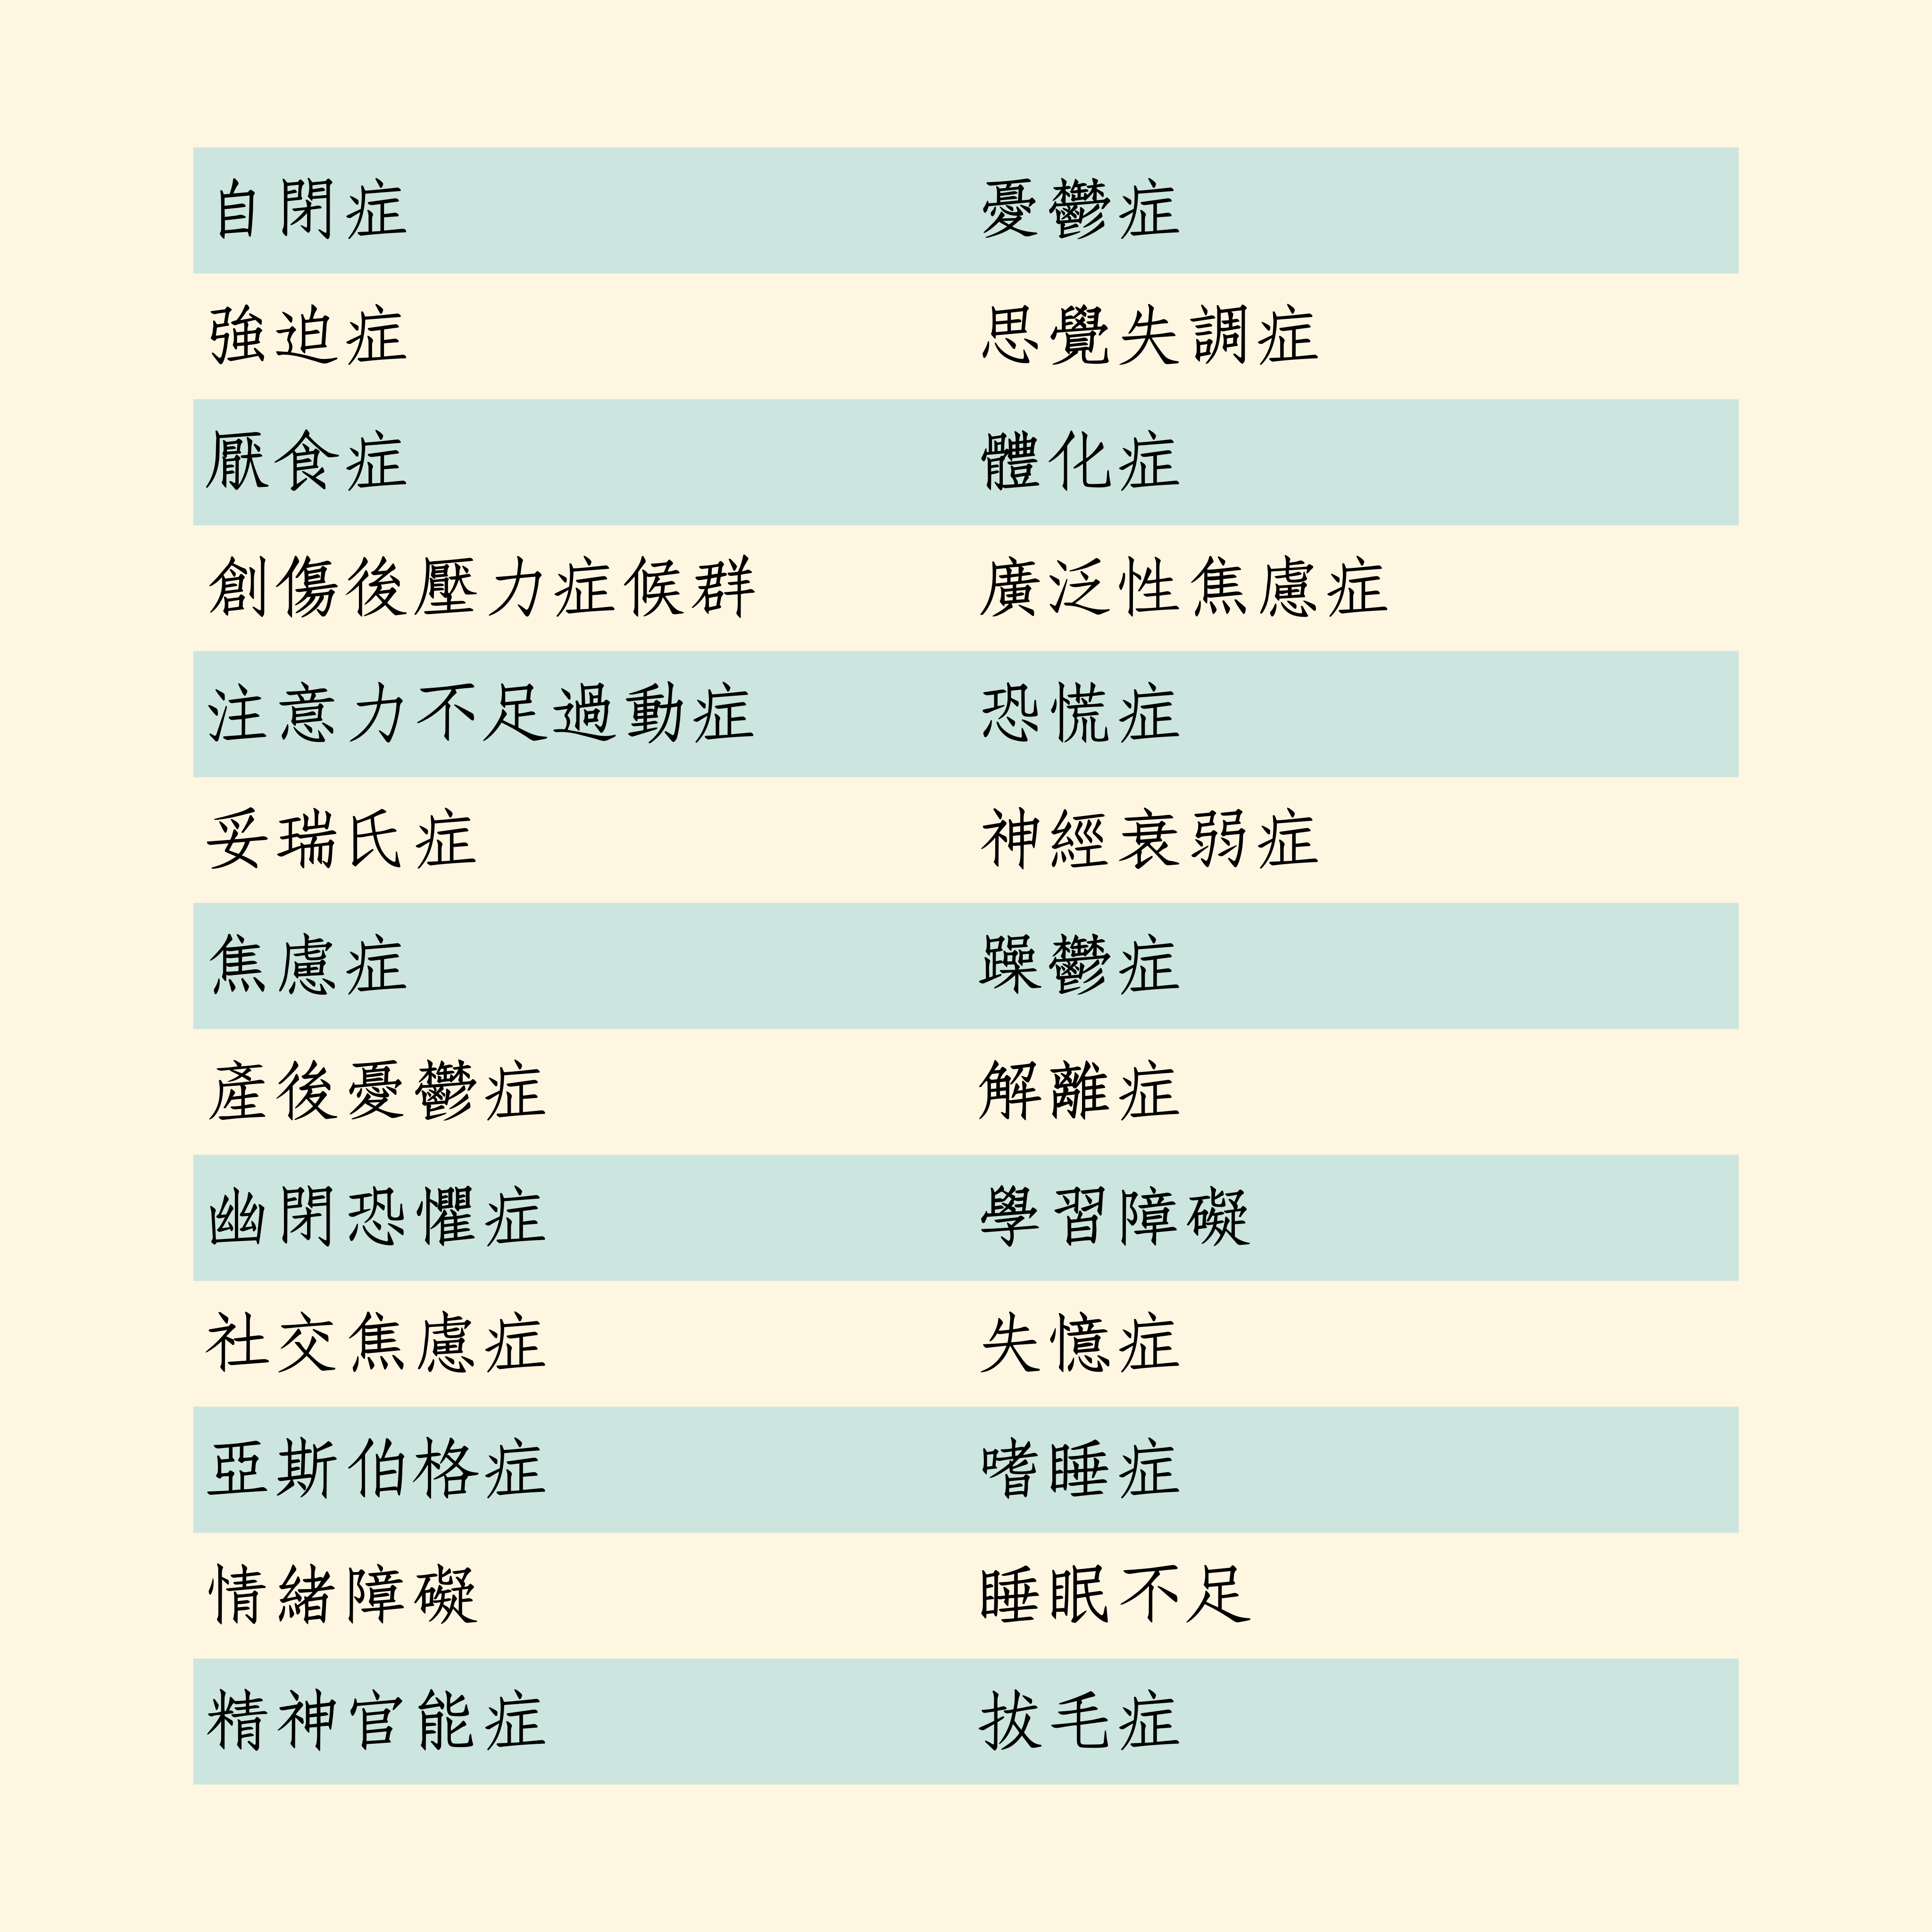 自閉症 憂鬱症
強迫症 思覺失調症
厭食症 體化症
創傷後壓力症候群 廣泛性焦慮症
注意力不足過動症 恐慌症
妥瑞氏症 神經衰弱症
焦慮症 躁鬱症
產後憂鬱症 解離症
幽閉恐懼症 學習障礙
社交焦慮症 失憶症
亞斯伯格症 嗜睡症
情緒障礙 睡眠不足
精神官能症 拔毛症